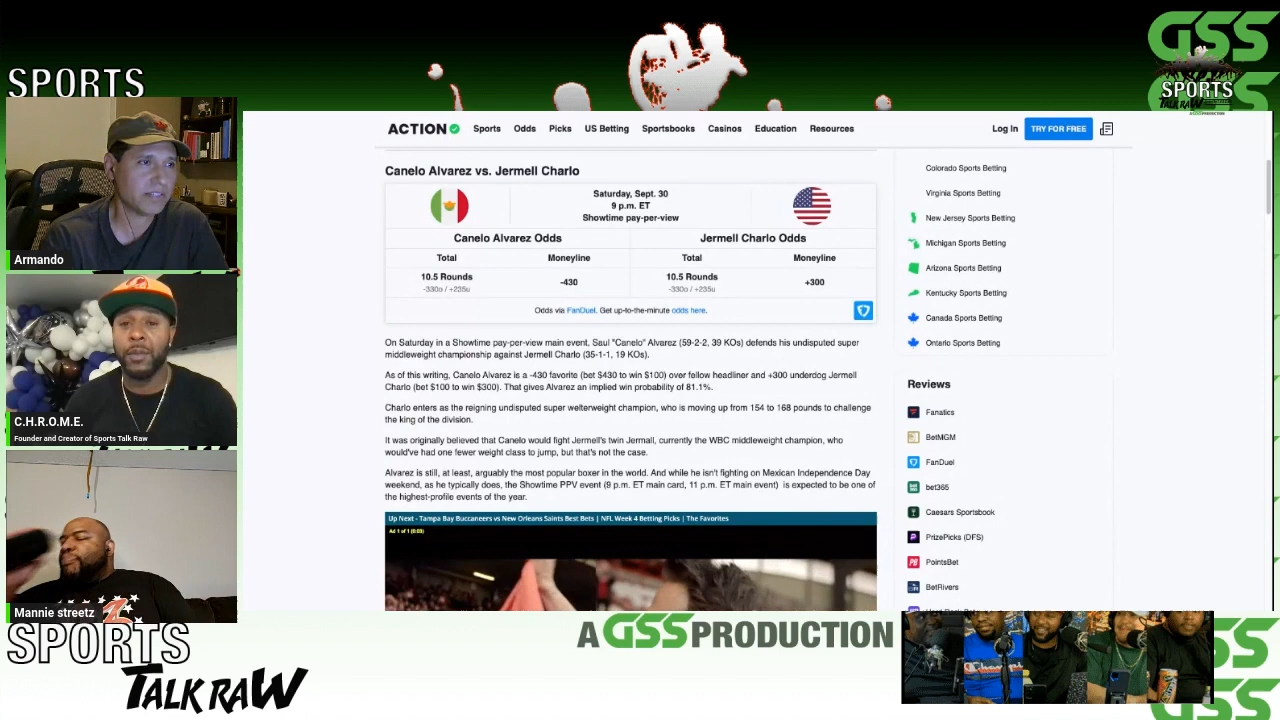 SPORTS
GSS
SPORTS
TALK RAW
ACTION
Sports
Odds
Picks
US Betting
Sportsbooks
Casinos
Education
Resources
Log In
TRY FOR FREE
Canelo Alvarez vs. Jermell Charlo
Saturday, Sept. 30
9 p.m. ET
Showtime pay-per-view
Canelo Alvarez Odds
Jermell Charlo Odds
Total
Moneyline
Total
Moneyline
10.5 Rounds
-330o / +235u
-430
10.5 Rounds
-330o / +235u
+300
Odds via FanDuel. Get up-to-the-minute odds here.
On Saturday in a Showtime pay-per-view main event, Saul "Canelo" Alvarez (59-2-2, 39 KOs) defends his undisputed super
middleweight championship against Jermell Charlo (35-1-1, 19 KOs).
As of this writing, Canelo Alvarez is a -430 favorite (bet $430 to win $100) over fellow headliner and +300 underdog Jermell
Charlo (bet $100 to win $300). That gives Alvarez an implied win probability of 81.1%.
Charlo enters as the reigning undisputed super welterweight champion, who is moving up from 154 to 168 pounds to challenge
the king of the division.
It was originally believed that Canelo would fight Jermell's twin Jermall, currently the WBC middleweight champion, who
would've had one fewer weight class to jump, but that's not the case.
Alvarez is still, at least, arguably the most popular boxer in the world. And while he isn't fighting on Mexican Independence Day
weekend, as he typically does, the Showtime PPV event (9 p.m. ET main card, 11 p.m. ET main event) is expected to be one of
the highest-profile events of the year.
Up Next - Tampa Bay Buccaneers vs New Orleans Saints Best Bets | NFL Week 4 Betting Picks | The Favorites
Ad 1 of 1 (0:03)
Colorado Sports Betting
Virginia Sports Betting
New Jersey Sports Betting
Michigan Sports Betting
Arizona Sports Betting
Kentucky Sports Betting
Canada Sports Betting
Ontario Sports Betting
Reviews
Fanatics
BetMGM
FanDuel
bet365
Caesars Sportsbook
PrizePicks (DFS)
PointsBet
BetRivers
Armando
C.H.R.O.M.E.
Founder and Creator of Sports Talk Raw
Mannie streetz
SPORTS
TALK RAW
A GSS PRODUCTION